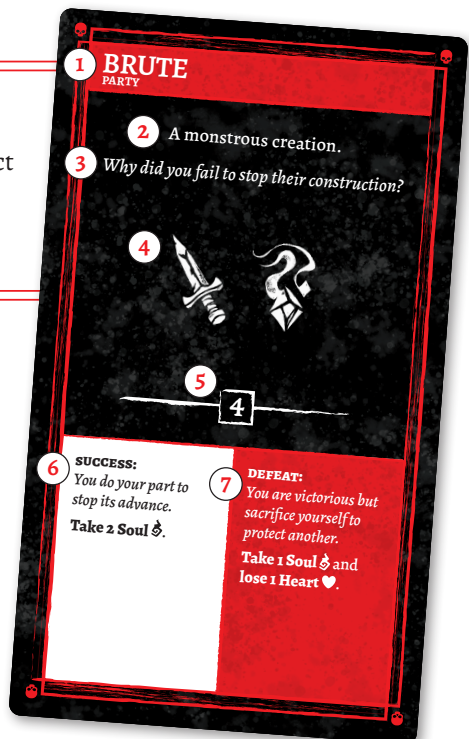 1 BRUTE
PARTY
2 A monstrous creation.
ct
3 Why did you fail to stop their construction?
4
5
4
6 SUCCESS:
You do your part to
stop its advance.
Take 2 Soul.
7 DEFEAT:
You are victorious but
sacrifice yourself to
protect another.
Take 1 Soul and
lose 1 Heart.